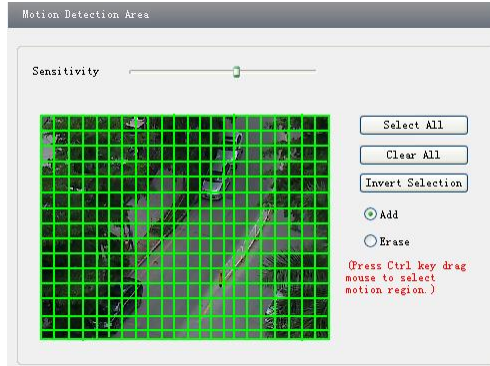 Motion Detection Area
Sensitivity
Select All
Clear All
Invert Selection
Add
Erase
(Press Ctrl key drag
mouse to select
motion region.)